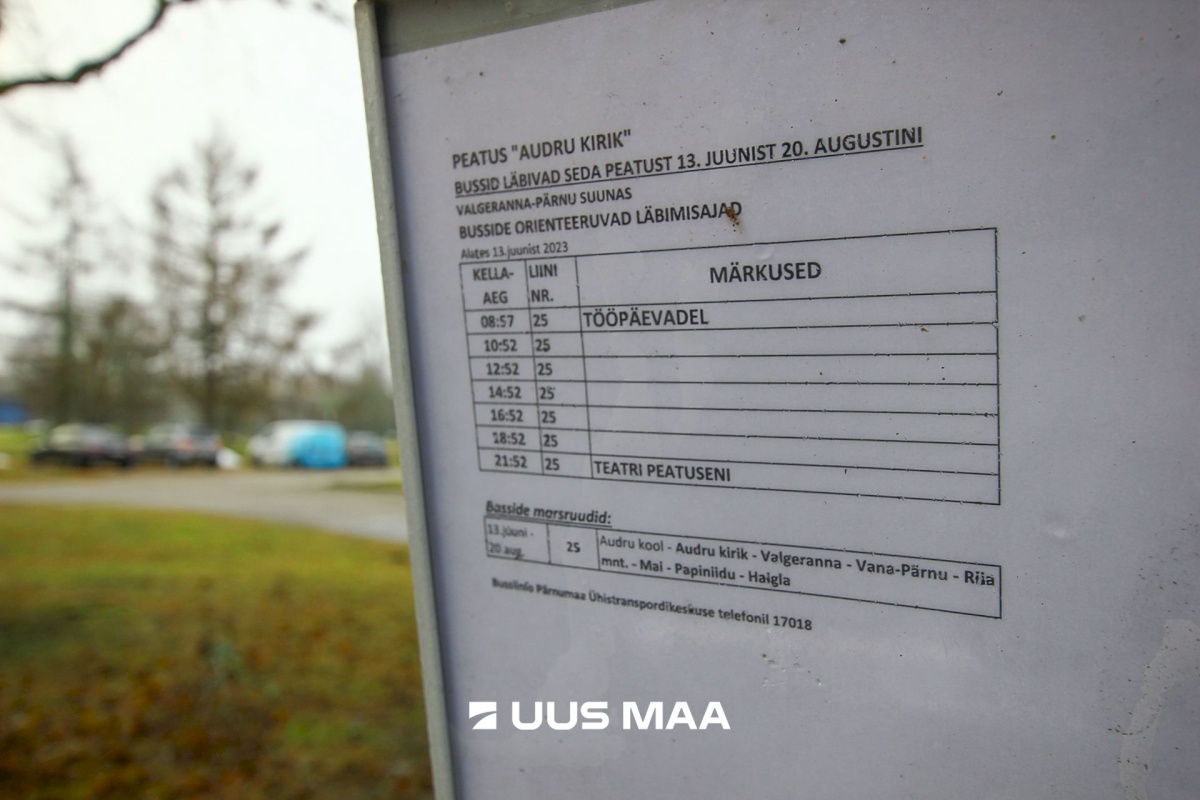 PEATUS "AUDRU KIRIK"
BUSSID LÄBIVAD SEDA PEATUST 13. JUUNIST 20. AUGUSTINI
VALGERANNA-PÄRNU SUUNAS
BUSSIDE ORIENTEERUVAD LÄBIMISAJAD
Alates 13.juunist 2023
KELLA-AEG LIINI NR. MÄRKUSED
08:57 25 TÖÖPÄEVADEL
10:52 25
12:52 25
14:52 25
16:52 25
18:52 25
21:52 25 TEATRI PEATUSENI
Busside marsruudid:
13.juuni - 20.aug. 25 Audru kool - Audru kirik - Valgeranna - Vana-Pärnu - Riia
mnt. - Mai - Papiniidu - Haigla
Bussiinfo Pärnumaa Ühistranspordikeskuse telefonil 17018
UUS MAA